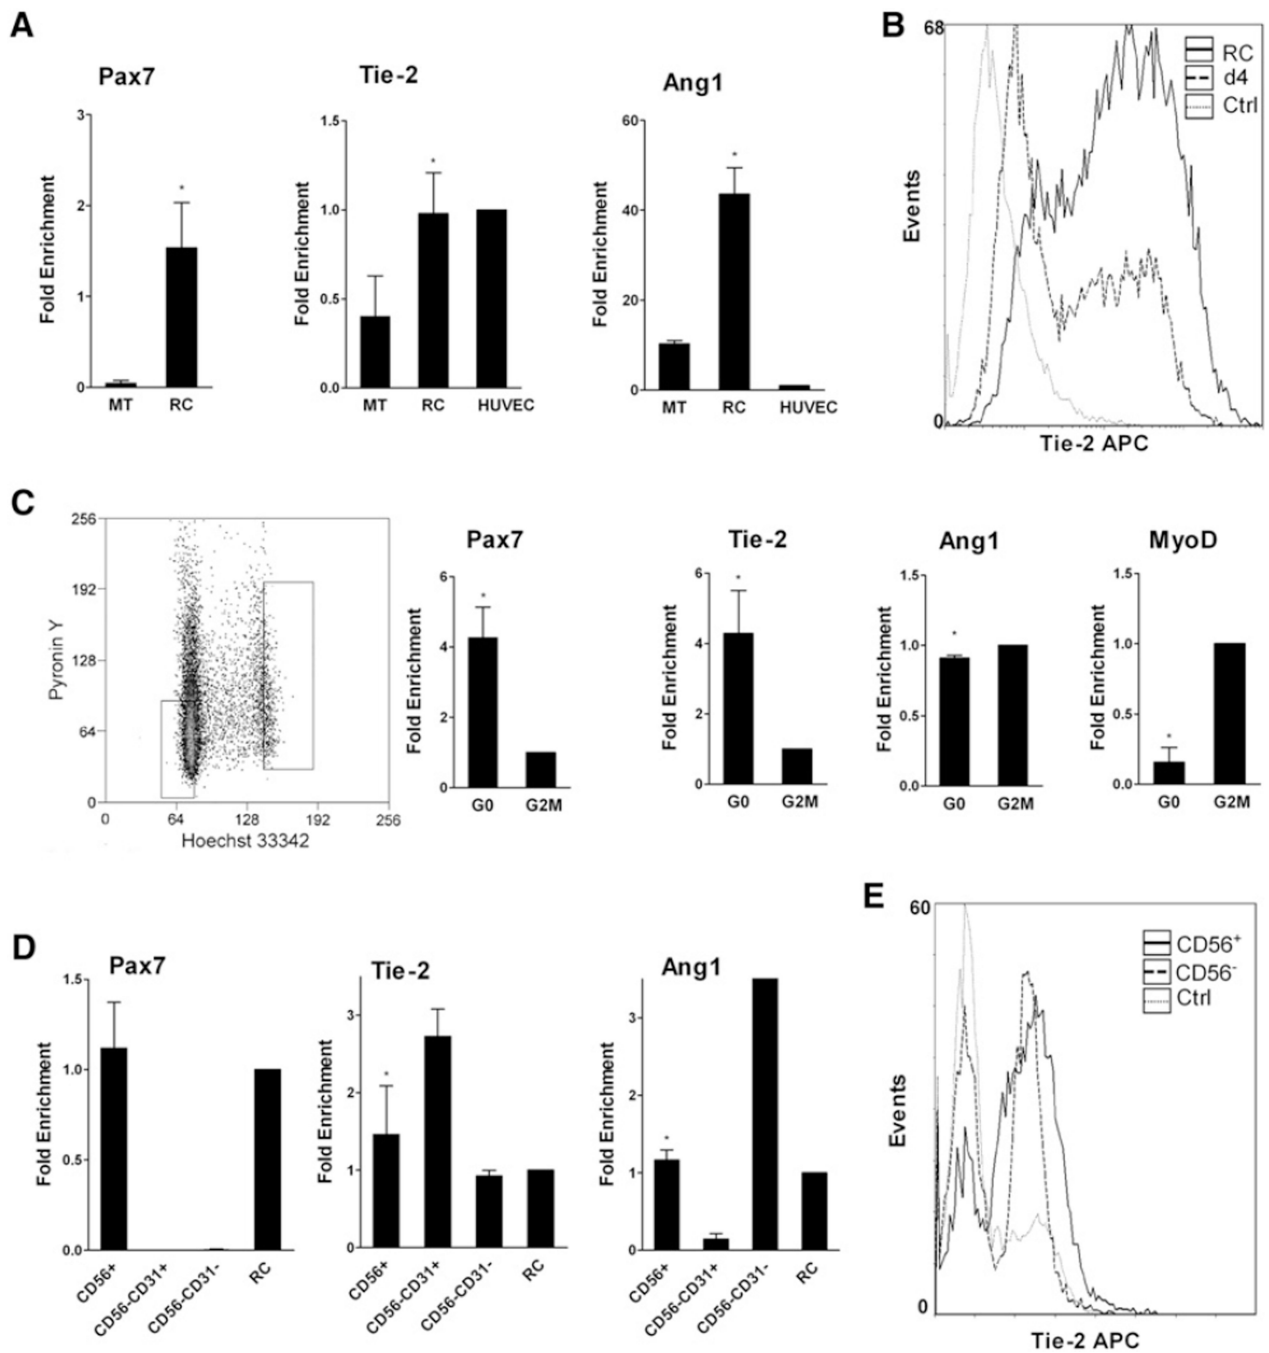 A
Pax7
Fold Enrichment
3
2
1
0
*
MT
RC
Tie-2
Fold Enrichment
1.5
1.0
0.5
0.0
*
MT
RC
HUVEC
Ang1
Fold Enrichment
60
40
20
0
*
MT
RC
HUVEC
B
68
Events
0
RC
d4
Ctrl
Tie-2 APC
C
Pyronin Y
256
192
128
64
0
0
64
128
192
256
Hoechst 33342
Pax7
Fold Enrichment
6
4
2
0
*
G0
G2M
Tie-2
Fold Enrichment
6
4
2
0
*
G0
G2M
Ang1
Fold Enrichment
1.5
1.0
0.5
0.0
*
G0
G2M
MyoD
Fold Enrichment
1.5
1.0
0.5
0.0
*
G0
G2M
D
Pax7
Fold Enrichment
1.5
1.0
0.5
0.0
CD56+
CD56-CD31+
CD56-CD31-
RC
Tie-2
Fold Enrichment
3
2
1
0
*
CD56+
CD56-CD31+
CD56-CD31-
RC
Ang1
Fold Enrichment
3
2
1
0
*
CD56+
CD56-CD31+
CD56-CD31-
RC
E
60
Events
0
CD56⁺
CD56⁻
Ctrl
Tie-2 APC